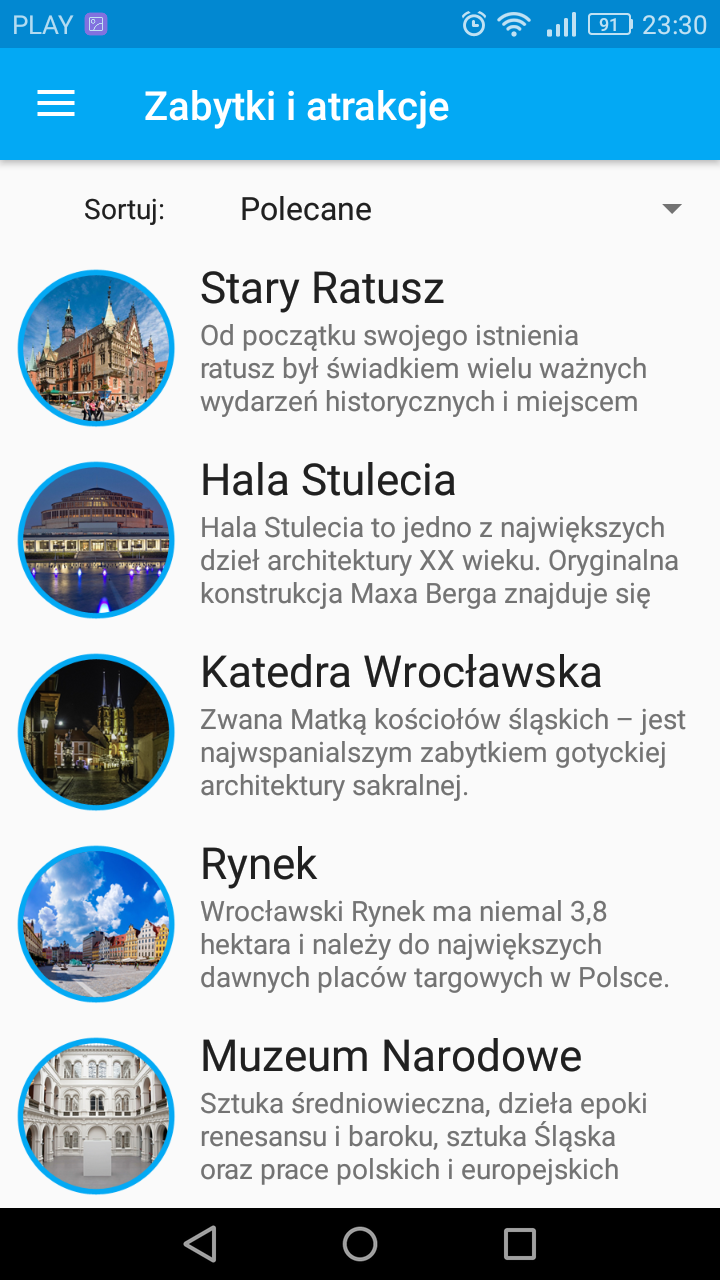 PLAY 91 23:30
Zabytki i atrakcje
Sortuj: Polecane
Stary Ratusz
Od początku swojego istnienia
ratusz był świadkiem wielu ważnych
wydarzeń historycznych i miejscem
Hala Stulecia
Hala Stulecia to jedno z największych
dzieł architektury XX wieku. Oryginalna
konstrukcja Maxa Berga znajduje się
Katedra Wrocławska
Zwana Matką kościołów śląskich – jest
najwspanialszym zabytkiem gotyckiej
architektury sakralnej.
Rynek
Wrocławski Rynek ma niemal 3,8
hektara i należy do największych
dawnych placów targowych w Polsce.
Muzeum Narodowe
Sztuka średniowieczna, dzieła epoki
renesansu i baroku, sztuka Śląska
oraz prace polskich i europejskich